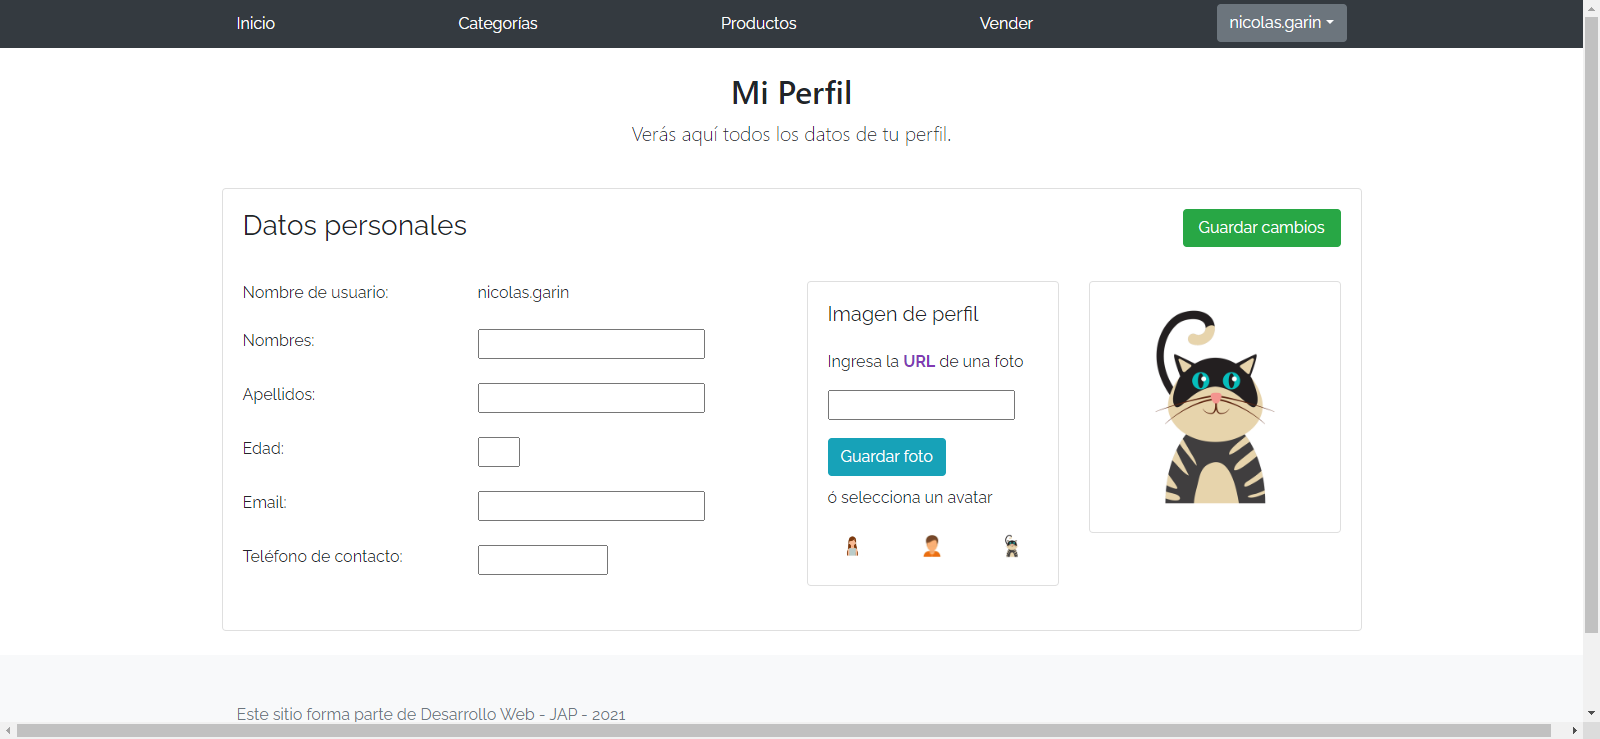 Inicio Categorías Productos Vender nicolas.garin
Mi Perfil
Verás aquí todos los datos de tu perfil.
Datos personales
Guardar cambios
Nombre de usuario: nicolas.garin
Nombres:
Apellidos:
Edad:
Email:
Teléfono de contacto:
Imagen de perfil
Ingresa la URL de una foto
Guardar foto
ó selecciona un avatar
Este sitio forma parte de Desarrollo Web - JAP - 2021